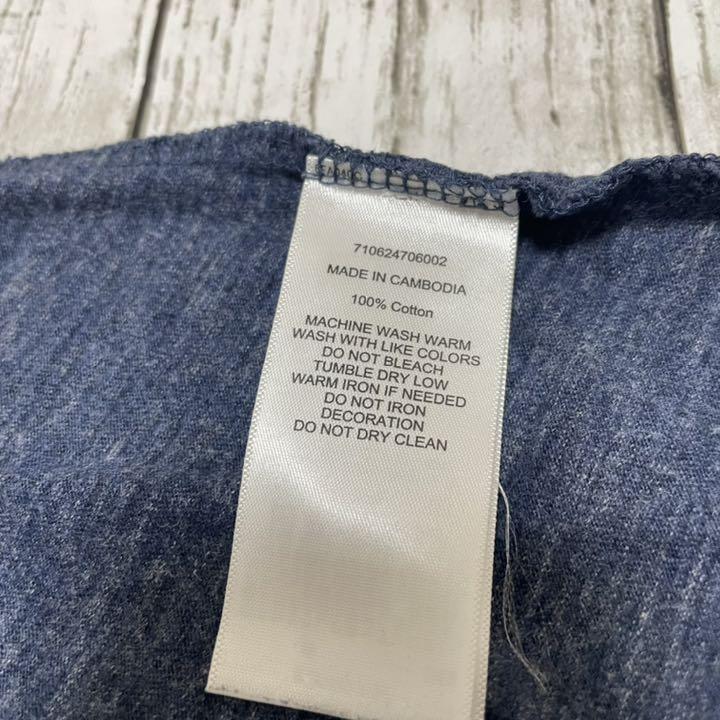 710624706002
MADE IN CAMBODIA
100% Cotton
MACHINE WASH WARM
WASH WITH LIKE COLORS
DO NOT BLEACH
TUMBLE DRY LOW
WARM IRON IF NEEDED
DO NOT IRON
DECORATION
DO NOT DRY CLEAN